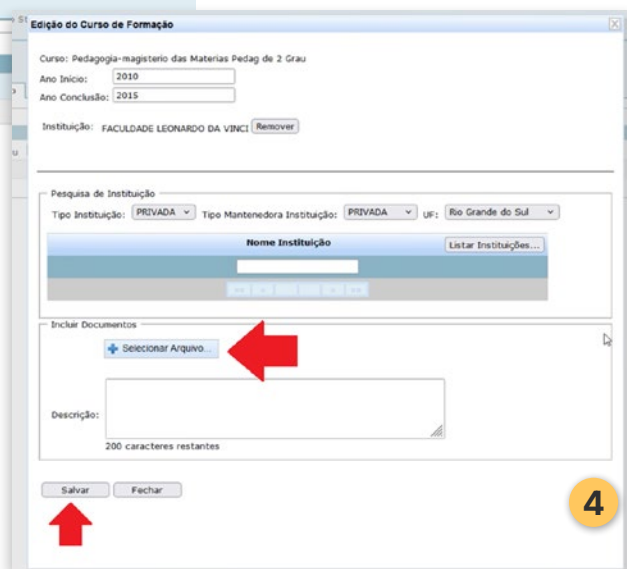 Edição do Curso de Formação
Curso: Pedagogia-magisterio das Materias Pedag de 2 Grau
Ano Início: 2010
Ano Conclusão: 2015
Instituição: FACULDADE LEONARDO DA VINCI Remover
Pesquisa de Instituição
Tipo Instituição: PRIVADA Tipo Mantenedora Instituição: PRIVADA UF: Rio Grande do Sul
Nome Instituição Listar Instituições...
Incluir Documentos
Selecionar Arquivo...
Descrição:
200 caracteres restantes
Salvar Fechar
4